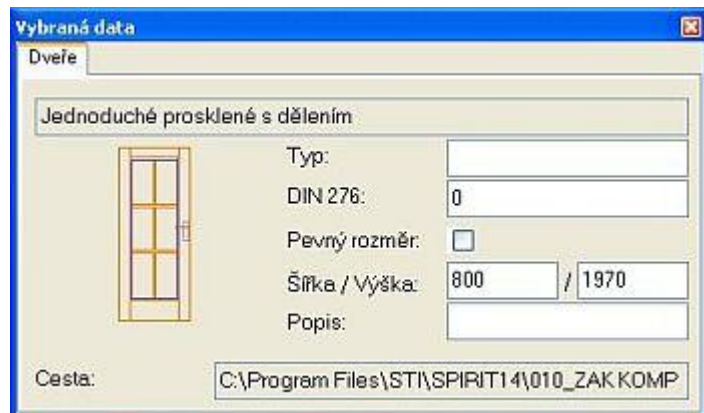 Vybraná data
Dveře
Jednoduché prosklené s dělením
Typ:
DIN 276: 0
Pevný rozměr:
Šířka / Výška: 800 / 1970
Popis:
Cesta: C:\Program Files\STI\SPIRIT14\010_ZAK KOMP